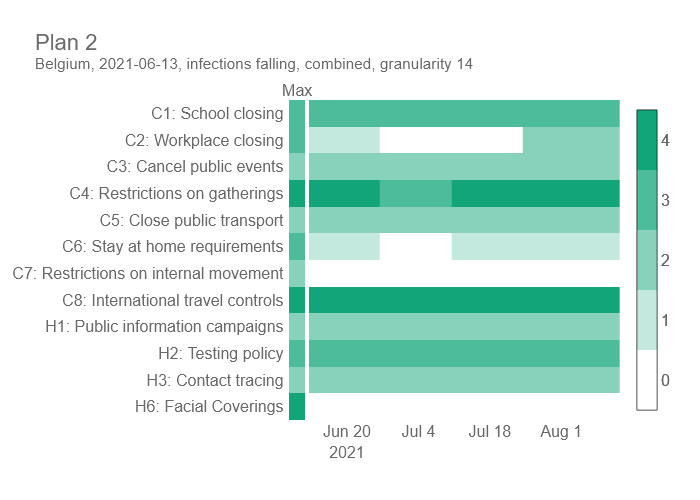 Plan 2
Belgium, 2021-06-13, infections falling, combined, granularity 14
Max
C1: School closing
C2: Workplace closing
C3: Cancel public events
C4: Restrictions on gatherings
C5: Close public transport
C6: Stay at home requirements
C7: Restrictions on internal movement
C8: International travel controls
H1: Public information campaigns
H2: Testing policy
H3: Contact tracing
H6: Facial Coverings
Jun 20 Jul 4 Jul 18 Aug 1
2021
4
3
2
1
0